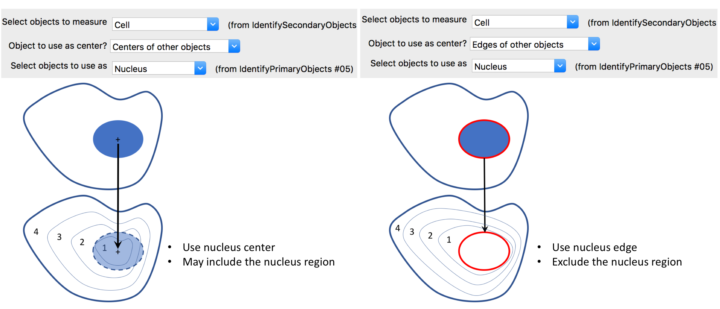 Select objects to measure Cell (from IdentifySecondaryObjects
Object to use as center? Centers of other objects
Select objects to use as Nucleus (from IdentifyPrimaryObjects #05)
4 3 2 1
+
+
• Use nucleus center
• May include the nucleus region
Select objects to measure Cell (from IdentifySecondaryObjects
Object to use as center? Edges of other objects
Select objects to use as Nucleus (from IdentifyPrimaryObjects #05)
4 3 2 1
• Use nucleus edge
• Exclude the nucleus region